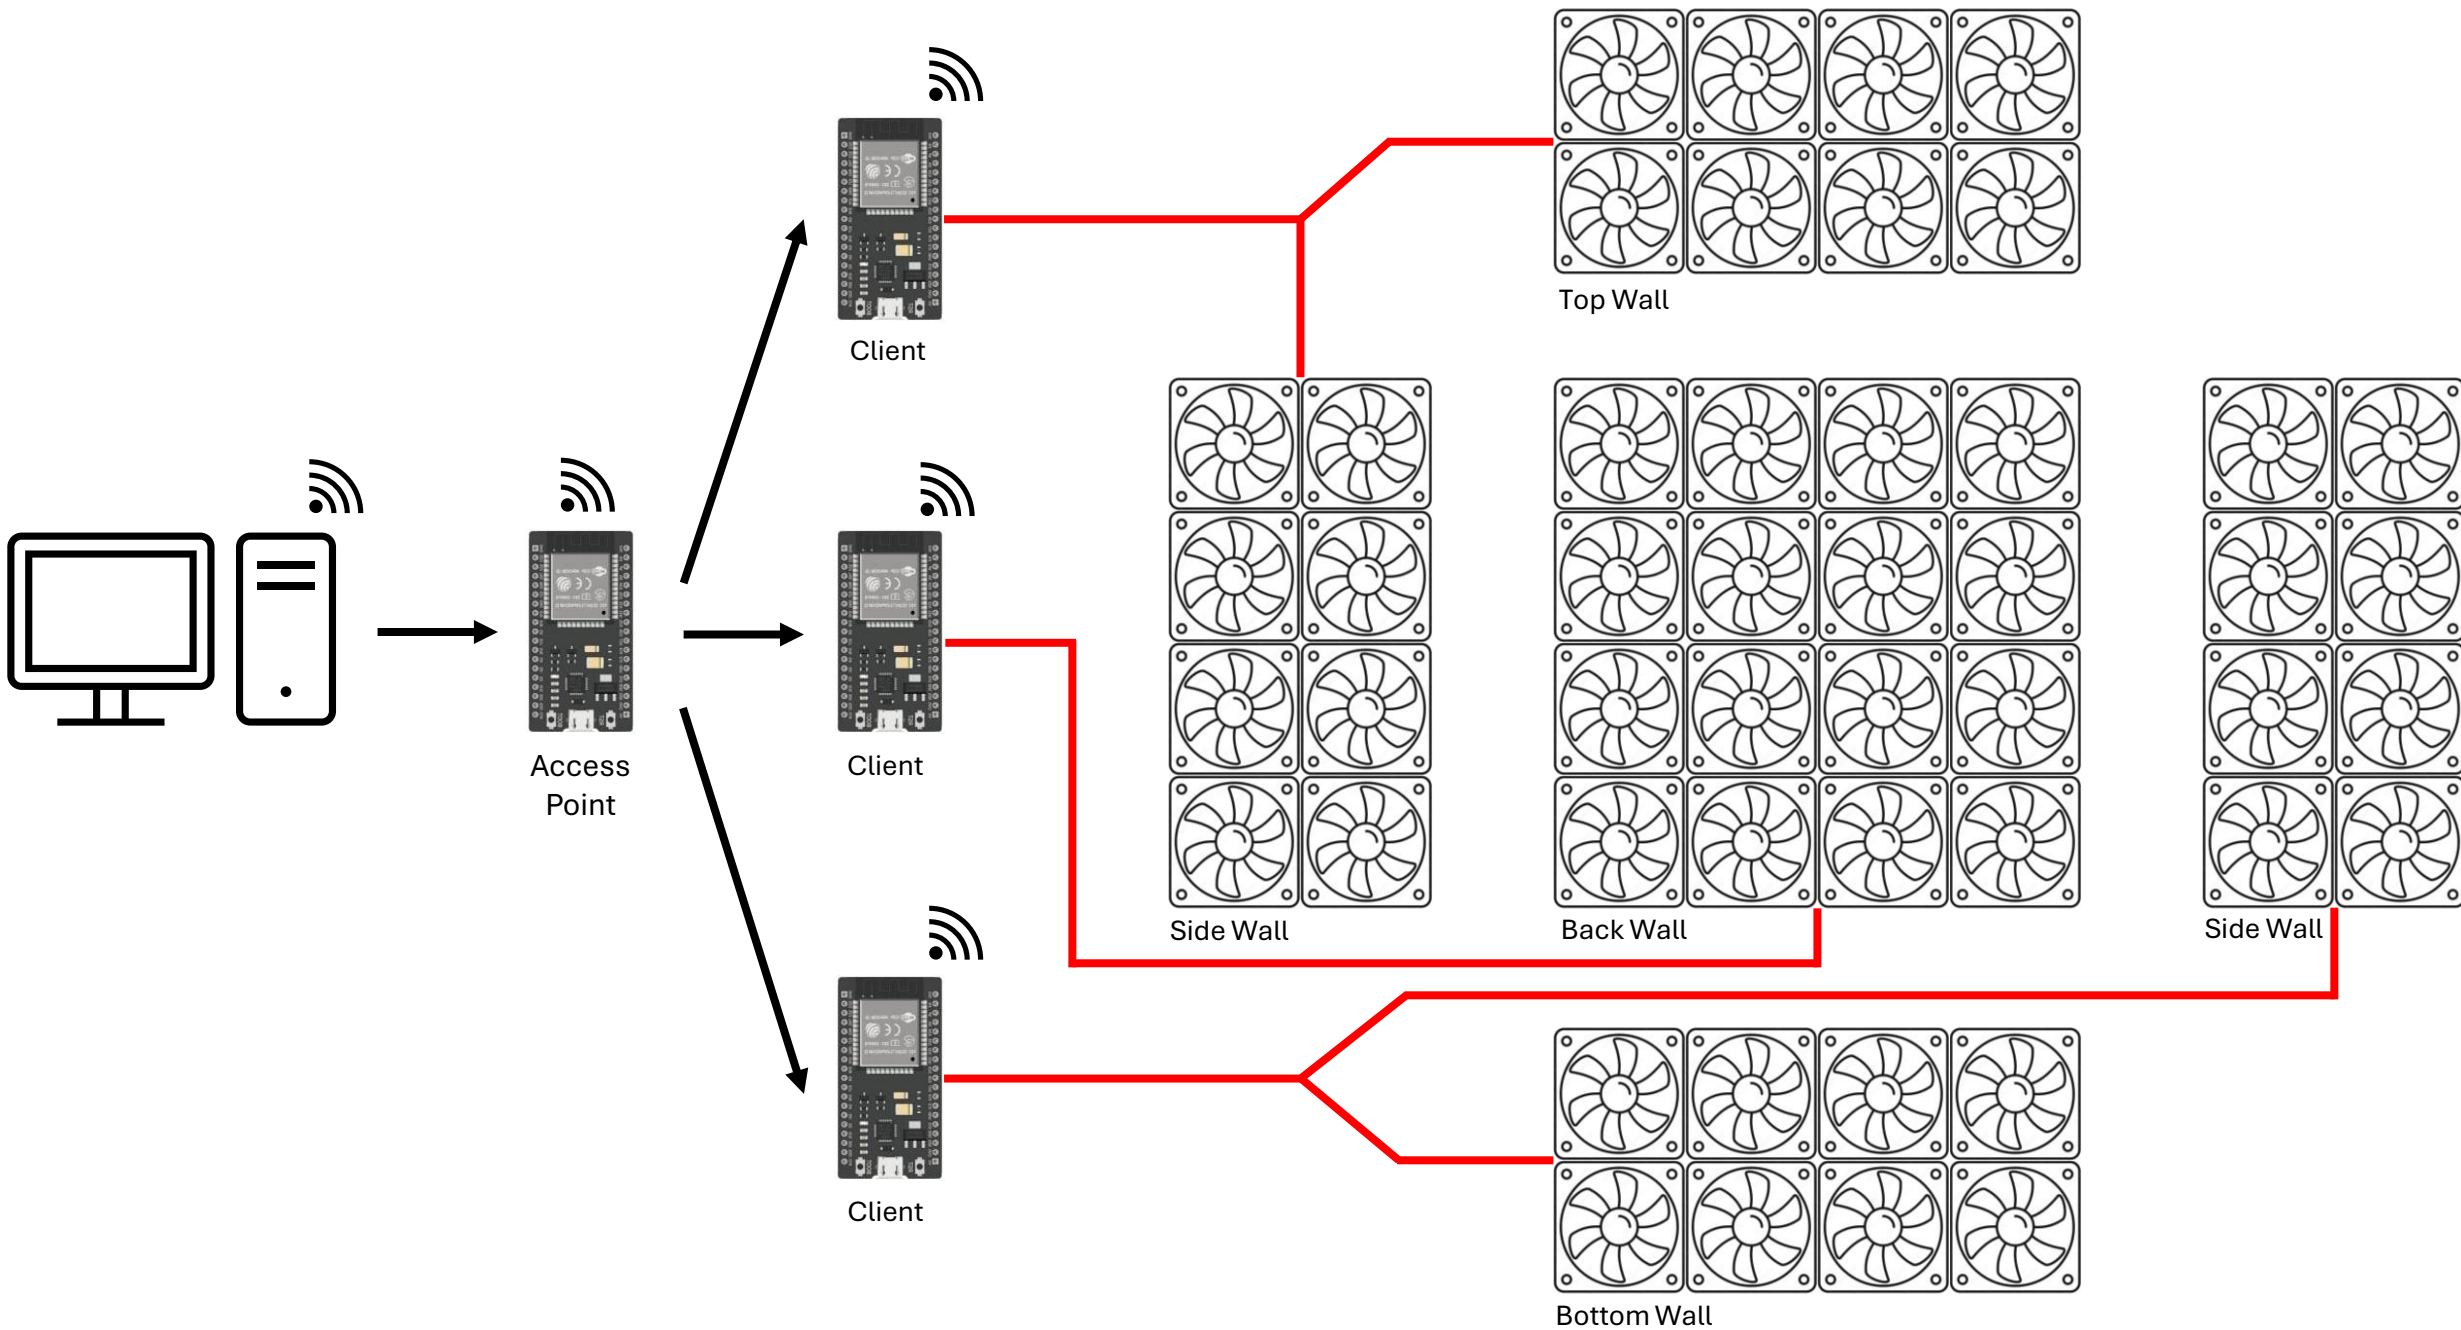 Top Wall
Client
Access
Point
Client
Side Wall
Back Wall
Side Wall
Client
Bottom Wall